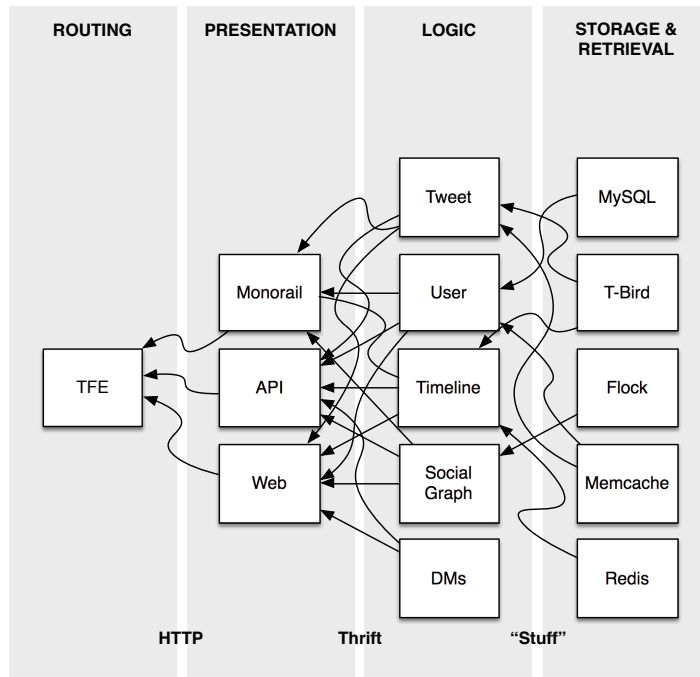 ROUTING
PRESENTATION
LOGIC
STORAGE &
RETRIEVAL
Tweet
MySQL
Monorail
User
T-Bird
TFE
API
Timeline
Flock
Web
Social
Graph
Memcache
DMs
Redis
HTTP
Thrift
“Stuff”